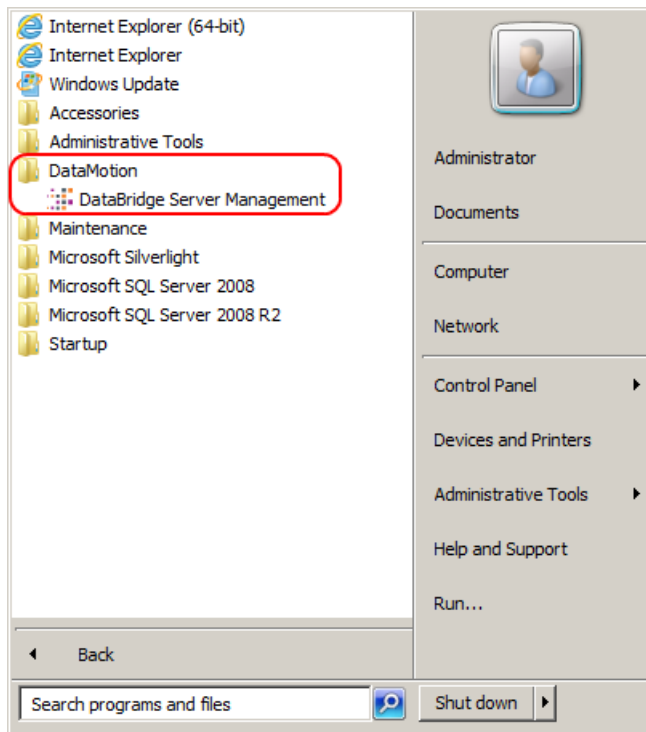 Internet Explorer (64-bit)
Internet Explorer
Windows Update
Accessories
Administrative Tools
DataMotion
DataBridge Server Management
Maintenance
Microsoft Silverlight
Microsoft SQL Server 2008
Microsoft SQL Server 2008 R2
Startup
Back
Search programs and files
Administrator
Documents
Computer
Network
Control Panel
Devices and Printers
Administrative Tools
Help and Support
Run...
Shut down